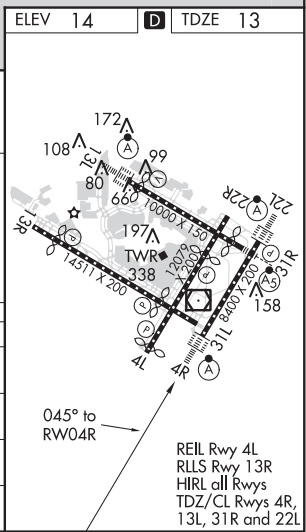 ELEV 14 D TDZE 13
172
A
108
99
13L
80
V
660
10000 X 150
13R
197
TWR
338
22R
22L
A
P
31R
A5
158
14511 X 200
12079 X 200
8400 X 200
P
P
P
P
4L
4R
31L
A
045° to
RW04R
REIL Rwy 4L
RLLS Rwy 13R
HIRL all Rwys
TDZ/CL Rwys 4R,
13L, 31R and 22L